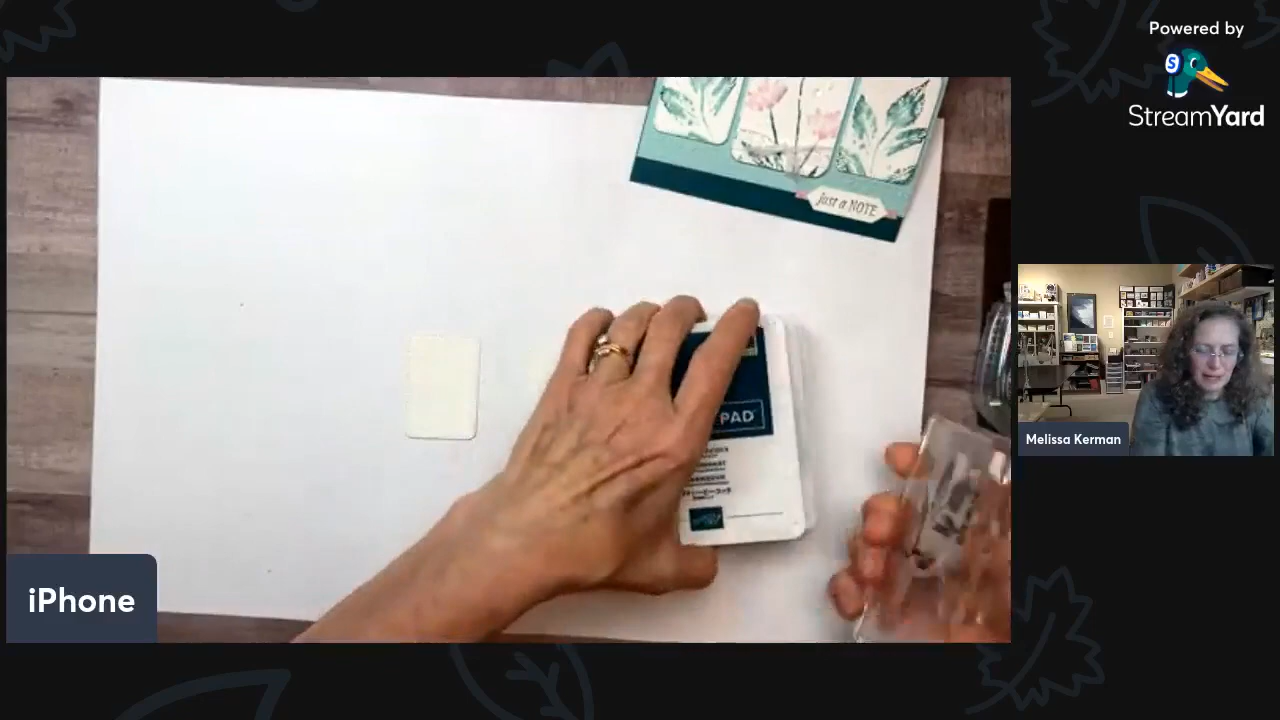 Powered by
StreamYard
just a NOTE
PAD
Melissa Kerman
iPhone